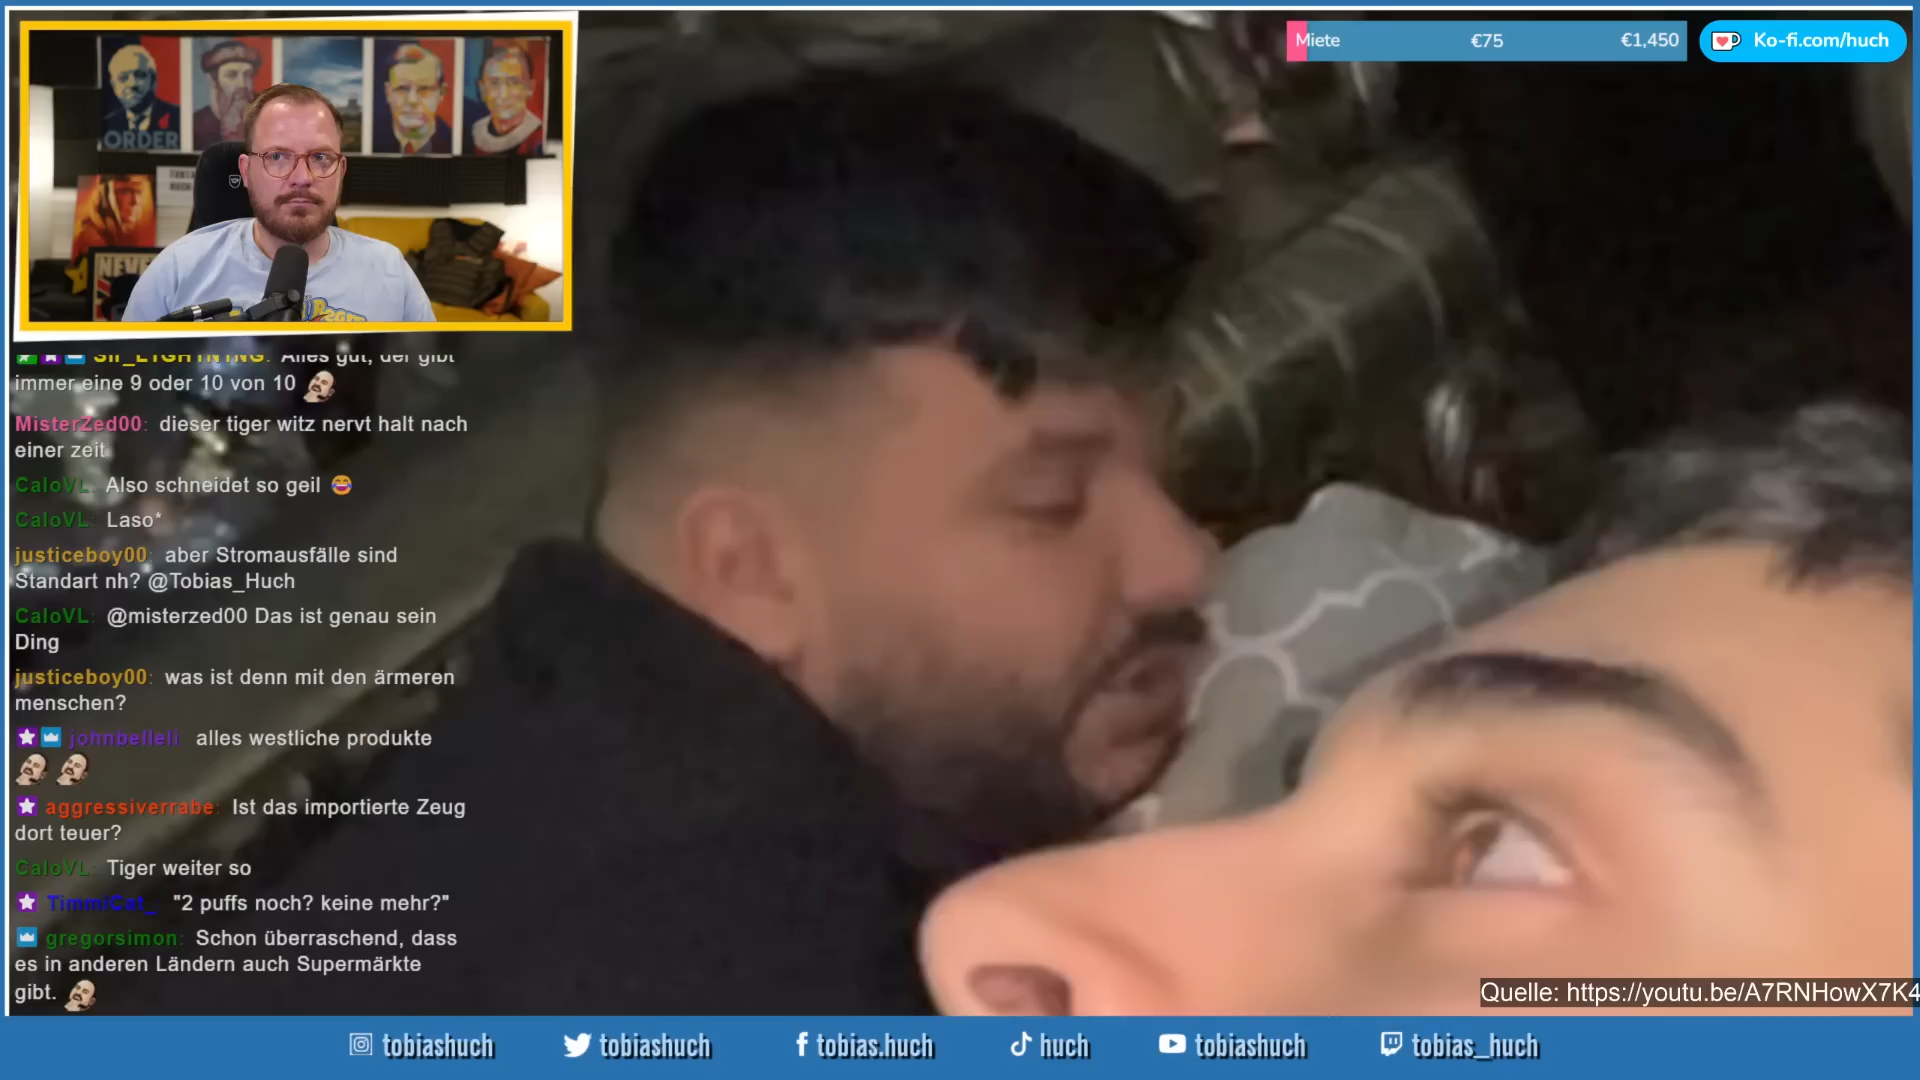 Miete €75 €1,450
Ko-fi.com/huch
ORDER
NEVE
Alles gut, der gibt
immer eine 9 oder 10 von 10
MisterZed00: dieser tiger witz nervt halt nach
einer zeit
CaloVL: Also schneidet so geil
CaloVL: Laso*
justiceboy00: aber Stromausfälle sind
Standart nh? @Tobias_Huch
CaloVL: @misterzed00 Das ist genau sein
Ding
justiceboy00: was ist denn mit den ärmeren
menschen?
johnbelleli: alles westliche produkte
aggressiverrabe: Ist das importierte Zeug
dort teuer?
CaloVL: Tiger weiter so
TimmiCat_: "2 puffs noch? keine mehr?"
gregorsimon: Schon überraschend, dass
es in anderen Ländern auch Supermärkte
gibt.
Quelle: https://youtu.be/A7RNHowX7K4
tobiashuch tobiashuch tobias.huch huch tobiashuch tobias_huch